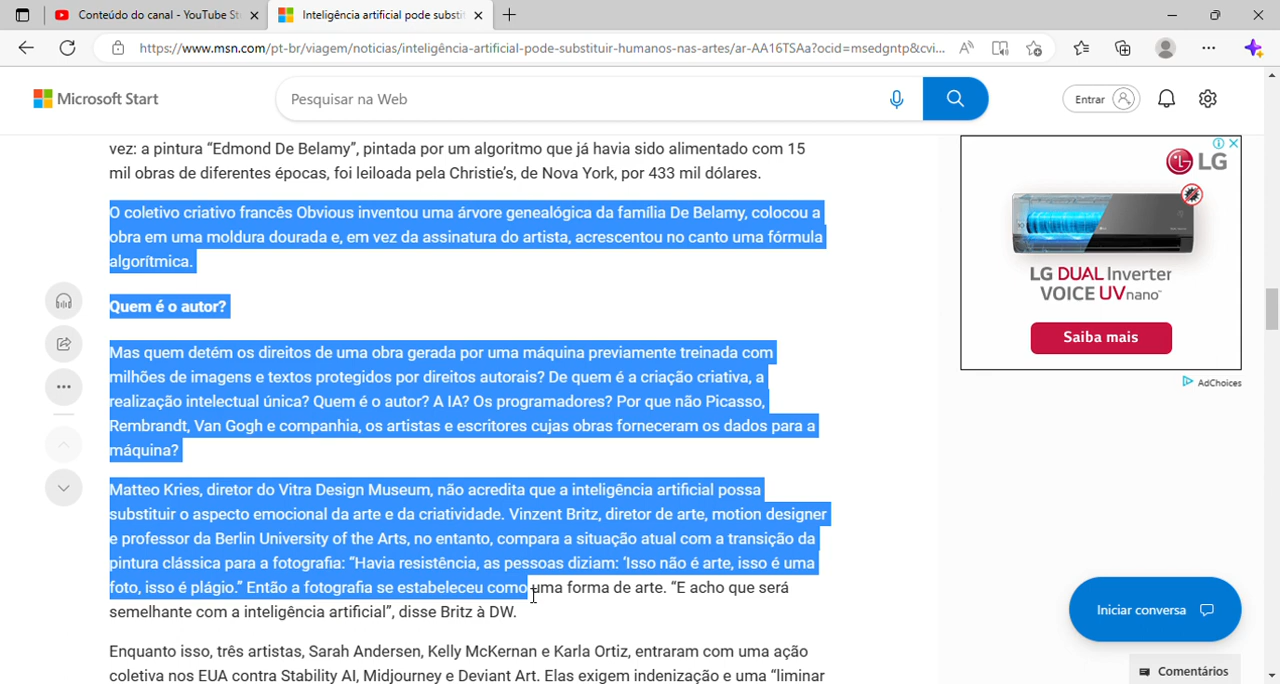 Conteúdo do canal - YouTube St
Inteligência artificial pode substit
https://www.msn.com/pt-br/viagem/noticias/inteligência-artificial-pode-substituir-humanos-nas-artes/ar-AA16TSAa?ocid=msedgntp&cvi...
Microsoft Start
Pesquisar na Web
Entrar
vez: a pintura “Edmond De Belamy”, pintada por um algoritmo que já havia sido alimentado com 15
mil obras de diferentes épocas, foi leiloada pela Christie’s, de Nova York, por 433 mil dólares.
O coletivo criativo francês Obvious inventou uma árvore genealógica da família De Belamy, colocou a
obra em uma moldura dourada e, em vez da assinatura do artista, acrescentou no canto uma fórmula
algorítmica.
Quem é o autor?
Mas quem detém os direitos de uma obra gerada por uma máquina previamente treinada com
milhões de imagens e textos protegidos por direitos autorais? De quem é a criação criativa, a
realização intelectual única? Quem é o autor? A IA? Os programadores? Por que não Picasso,
Rembrandt, Van Gogh e companhia, os artistas e escritores cujas obras forneceram os dados para a
máquina?
Matteo Kries, diretor do Vitra Design Museum, não acredita que a inteligência artificial possa
substituir o aspecto emocional da arte e da criatividade. Vinzent Britz, diretor de arte, motion designer
e professor da Berlin University of the Arts, no entanto, compara a situação atual com a transição da
pintura clássica para a fotografia: “Havia resistência, as pessoas diziam: ‘Isso não é arte, isso é uma
foto, isso é plágio.” Então a fotografia se estabeleceu como uma forma de arte. “E acho que será
semelhante com a inteligência artificial”, disse Britz à DW.
Enquanto isso, três artistas, Sarah Andersen, Kelly McKernan e Karla Ortiz, entraram com uma ação
coletiva nos EUA contra Stability AI, Midjourney e Deviant Art. Elas exigem indenização e uma “liminar
LG
LG DUAL Inverter
VOICE UVnano™
Saiba mais
AdChoices
Iniciar conversa
Comentários